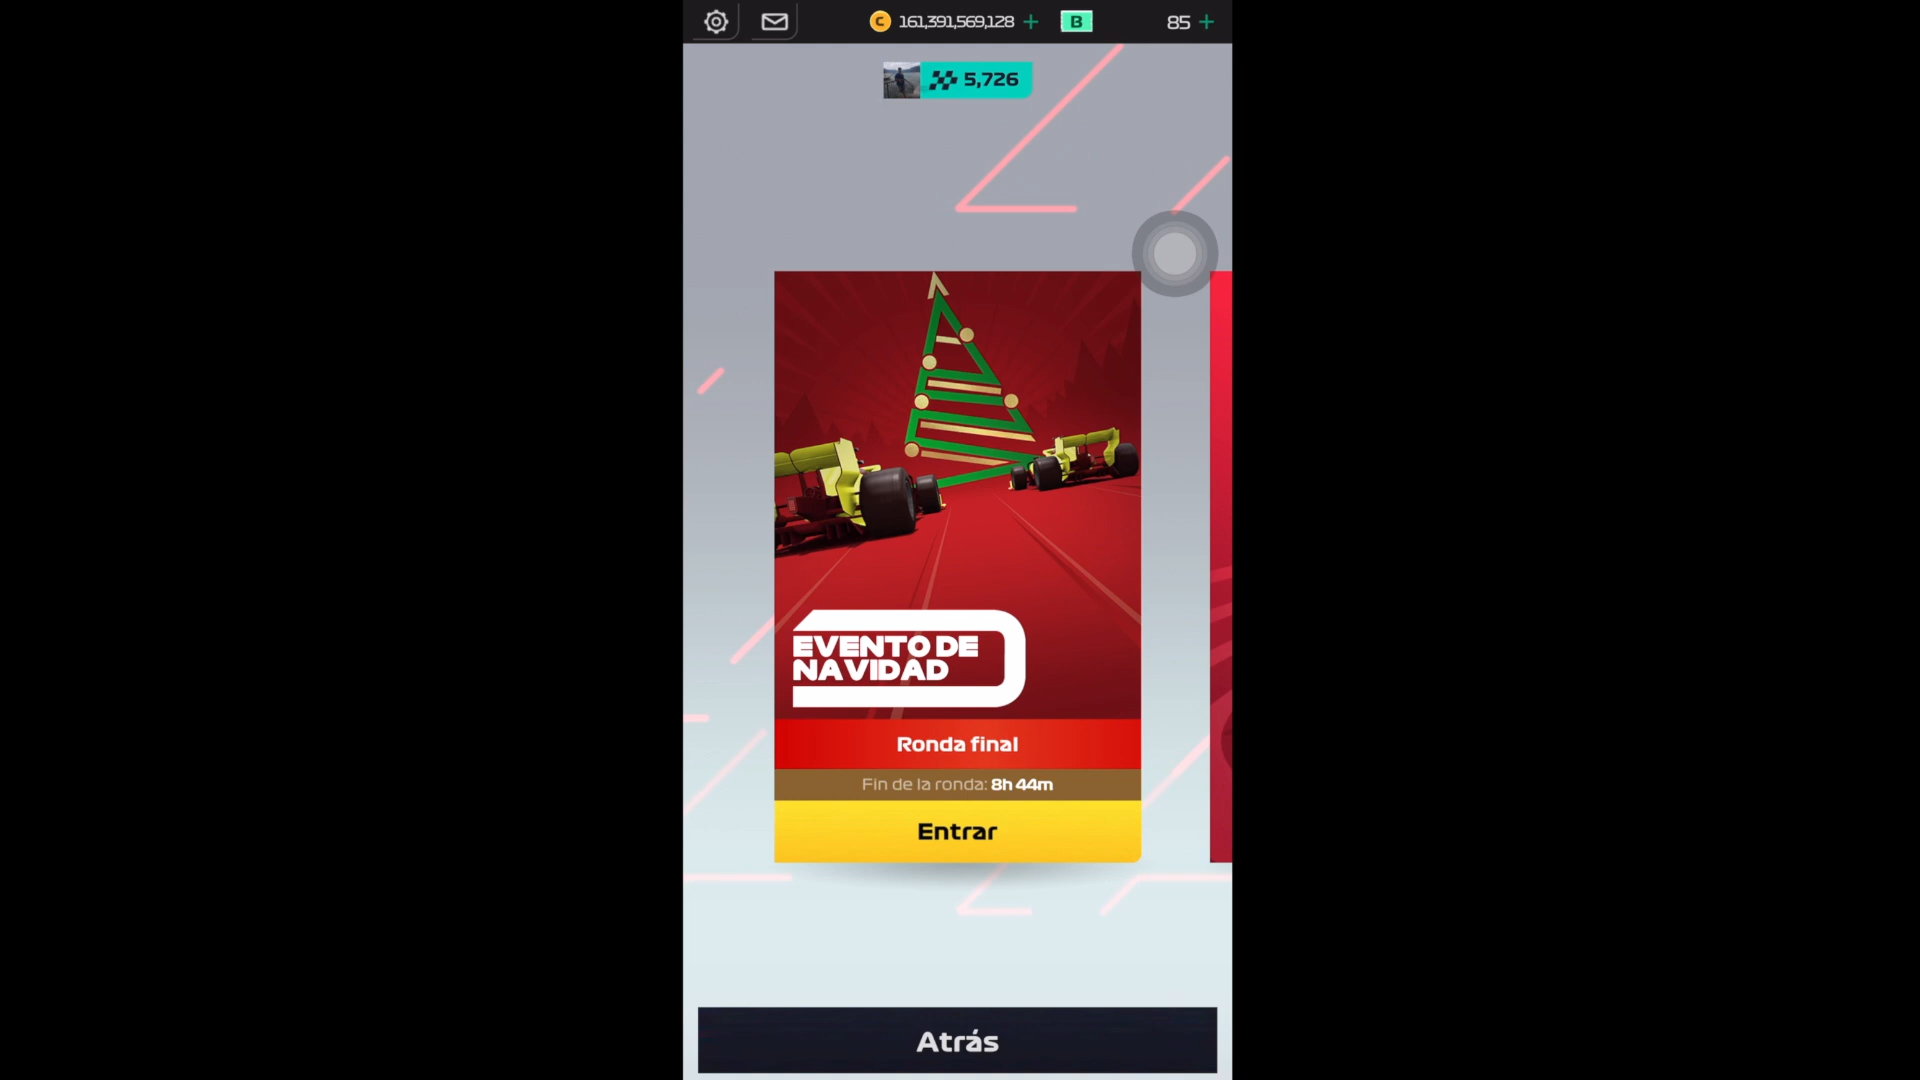 C 161,391,569,128 + B 85 +
5,726
EVENTO DE
NAVIDAD
Ronda final
Fin de la ronda: 8h 44m
Entrar
Atrás